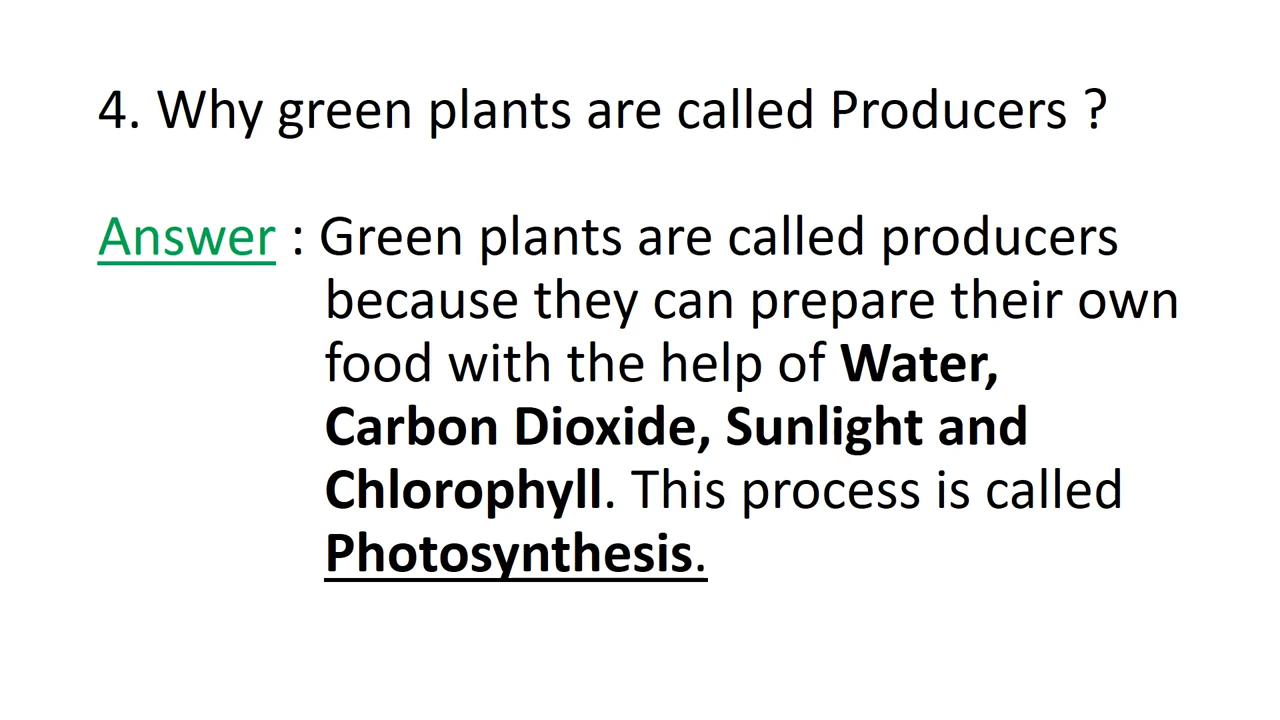 4. Why green plants are called Producers ?
Answer : Green plants are called producers
because they can prepare their own
food with the help of Water,
Carbon Dioxide, Sunlight and
Chlorophyll. This process is called
Photosynthesis.